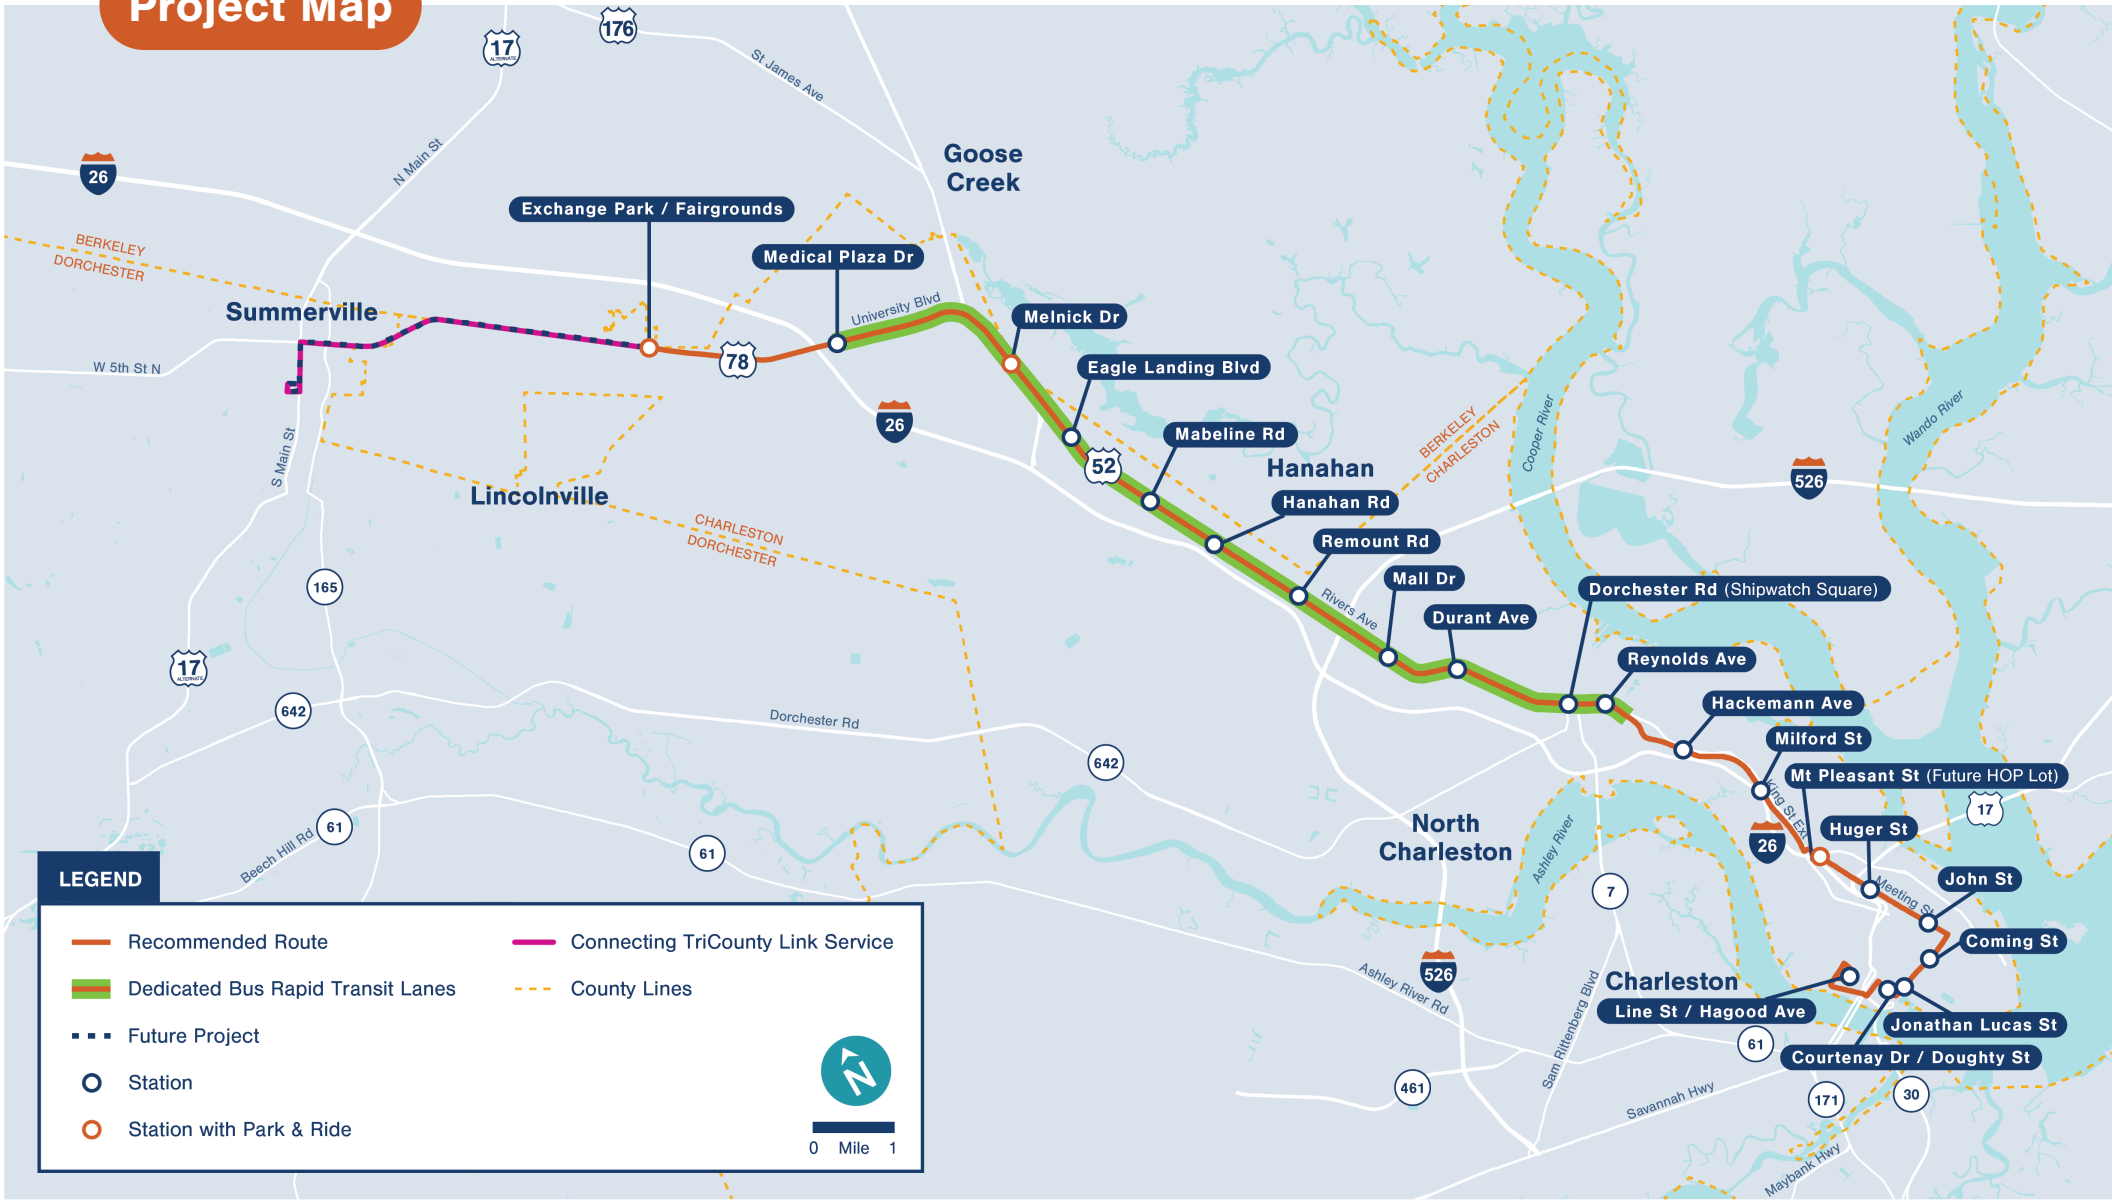 Project Map
176
17
ALTERNATE
St James Ave
N Main St
Goose
Creek
26
Exchange Park / Fairgrounds
BERKELEY
DORCHESTER
Medical Plaza Dr
University Blvd
Summerville
Melnick Dr
78
W 5th St N
Eagle Landing Blvd
26
Mabeline Rd
52
Hanahan
BERKELEY
CHARLESTON
Cooper River
Wando River
526
S Main St
Lincolnville
Hanahan Rd
CHARLESTON
DORCHESTER
Remount Rd
Rivers Ave
Mall Dr
165
Dorchester Rd (Shipwatch Square)
Durant Ave
Reynolds Ave
17
ALTERNATE
642
Dorchester Rd
Hackemann Ave
Milford St
642
Mt Pleasant St (Future HOP Lot)
King St Ext
17
61
Beech Hill Rd
61
North
Charleston
Ashley River
26
Huger St
7
Meeting St
John St
Coming St
526
Ashley River Rd
Charleston
Line St / Hagood Ave
Sam Rittenberg Blvd
Jonathan Lucas St
61
Courtenay Dr / Doughty St
461
Savannah Hwy
171
30
Maybank Hwy
LEGEND
Recommended Route
Connecting TriCounty Link Service
Dedicated Bus Rapid Transit Lanes
County Lines
Future Project
Station
Station with Park & Ride
N
0 Mile 1